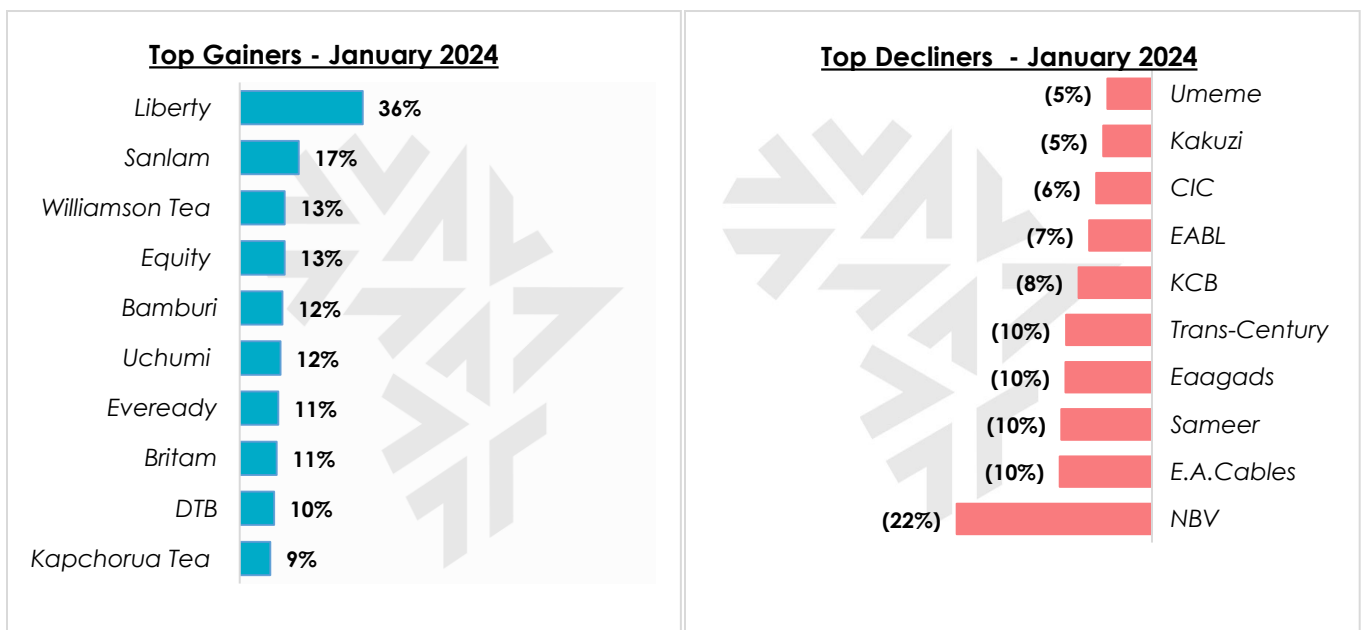 Top Gainers - January 2024
Liberty 36%
Sanlam 17%
Williamson Tea 13%
Equity 13%
Bamburi 12%
Uchumi 12%
Eveready 11%
Britam 11%
DTB 10%
Kapchorua Tea 9%
Top Decliners - January 2024
(5%) Umeme
(5%) Kakuzi
(6%) CIC
(7%) EABL
(8%) KCB
(10%) Trans-Century
(10%) Eaagads
(10%) Sameer
(10%) E.A.Cables
(22%) NBV